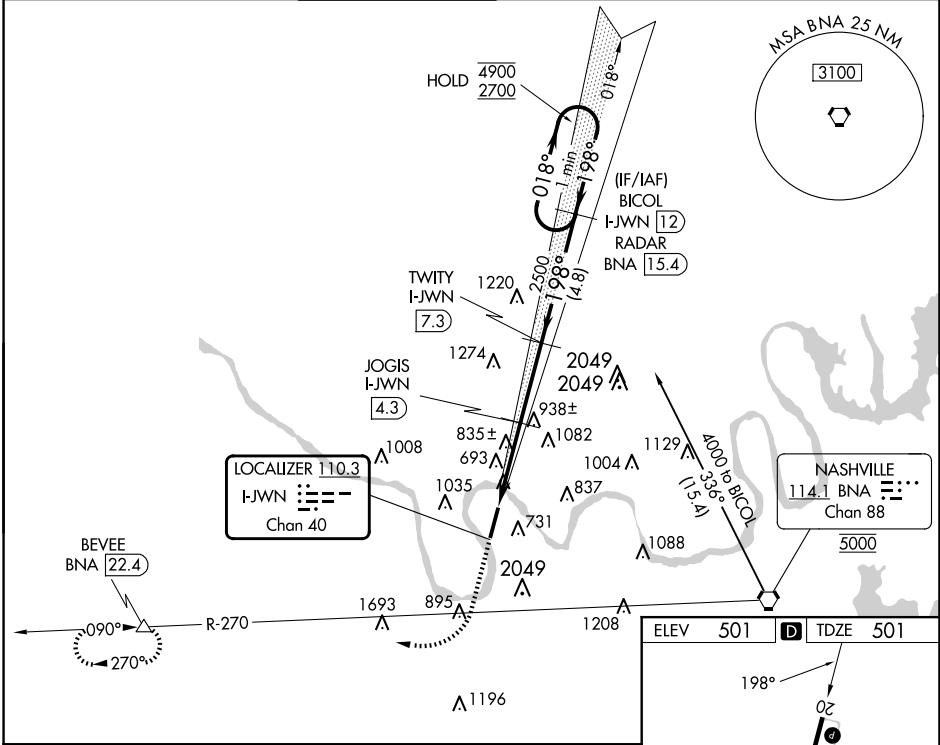 MSA BNA 25 NM
3100
HOLD 4900
2700
018°
018°
1 min
198°
(IF/IAF)
BICOL
I-JWN 12
RADAR
BNA 15.4
2500
198°
(4.8)
TWITY
I-JWN
7.3
1220
1274
JOGIS
I-JWN
4.3
2049
2049
938±
835±
1082
693
1008
1004
1129
1035
837
731
1088
4000 to BICOL
336°
(15.4)
LOCALIZER 110.3
I-JWN
Chan 40
NASHVILLE
114.1 BNA
Chan 88
5000
BEVEE
BNA 22.4
090°
270°
R-270
1693
895
2049
1208
1196
ELEV 501 D TDZE 501
198°
20
P